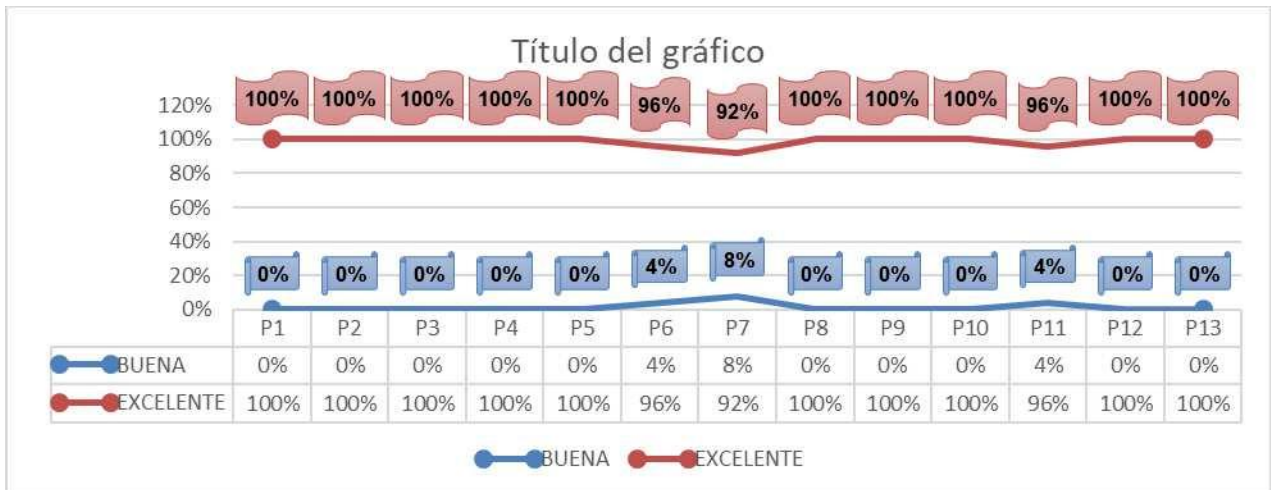 Título del gráfico
100% 100% 100% 100% 100% 96% 92% 100% 100% 100% 96% 100% 100%
120%
100%
80%
60%
40%
20%
0%
0% 0% 0% 0% 0% 4% 8% 0% 0% 0% 4% 0% 0%
P1 P2 P3 P4 P5 P6 P7 P8 P9 P10 P11 P12 P13
BUENA 0% 0% 0% 0% 0% 4% 8% 0% 0% 0% 4% 0% 0%
EXCELENTE 100% 100% 100% 100% 100% 96% 92% 100% 100% 100% 96% 100% 100%
BUENA EXCELENTE